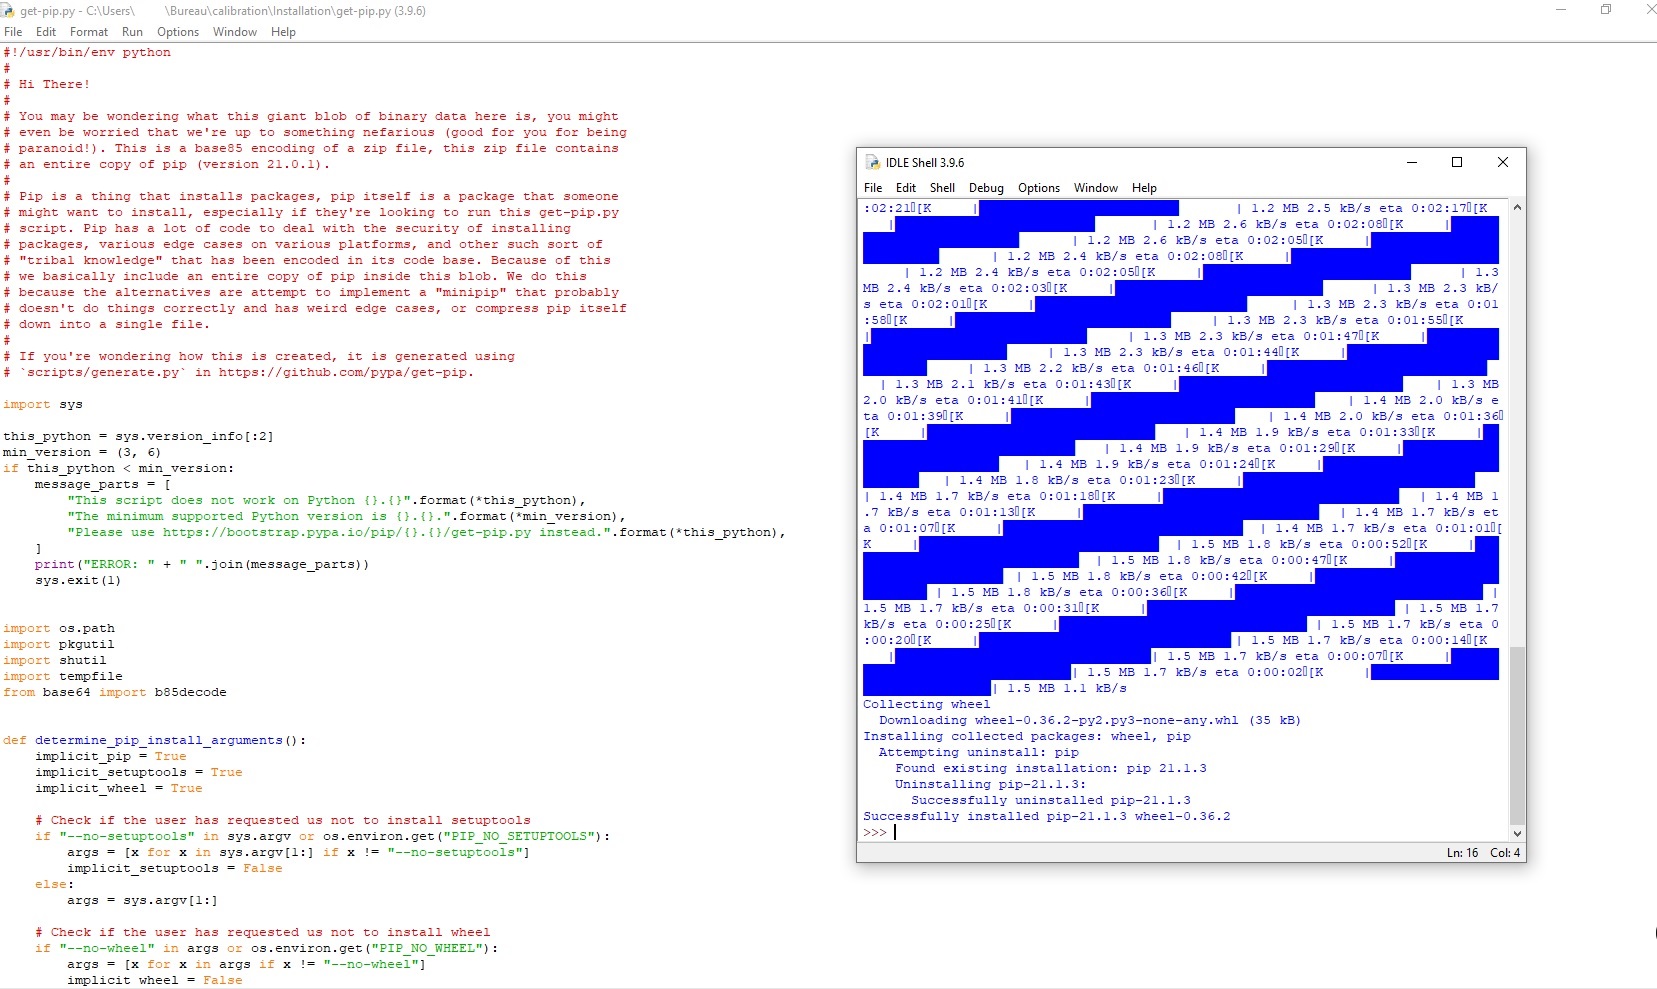 get-pip.py - C:\Users\ \Bureau\calibration\Installation\get-pip.py (3.9.6)
File Edit Format Run Options Window Help
#!/usr/bin/env python
#
# Hi There!
#
# You may be wondering what this giant blob of binary data here is, you might
# even be worried that we're up to something nefarious (good for you for being
# paranoid!). This is a base85 encoding of a zip file, this zip file contains
# an entire copy of pip (version 21.0.1).
#
# Pip is a thing that installs packages, pip itself is a package that someone
# might want to install, especially if they're looking to run this get-pip.py
# script. Pip has a lot of code to deal with the security of installing
# packages, various edge cases on various platforms, and other such sort of
# "tribal knowledge" that has been encoded in its code base. Because of this
# we basically include an entire copy of pip inside this blob. We do this
# because the alternatives are attempt to implement a "minipip" that probably
# doesn't do things correctly and has weird edge cases, or compress pip itself
# down into a single file.
#
# If you're wondering how this is created, it is generated using
# `scripts/generate.py` in https://github.com/pypa/get-pip.
import sys
this_python = sys.version_info[:2]
min_version = (3, 6)
if this_python < min_version:
    message_parts = [
        "This script does not work on Python {}.{}".format(*this_python),
        "The minimum supported Python version is {}.{}.".format(*min_version),
        "Please use https://bootstrap.pypa.io/pip/{}.{}/get-pip.py instead.".format(*this_python),
    ]
    print("ERROR: " + " ".join(message_parts))
    sys.exit(1)
import os.path
import pkgutil
import shutil
import tempfile
from base64 import b85decode
def determine_pip_install_arguments():
    implicit_pip = True
    implicit_setuptools = True
    implicit_wheel = True
    # Check if the user has requested us not to install setuptools
    if "--no-setuptools" in sys.argv or os.environ.get("PIP_NO_SETUPTOOLS"):
        args = [x for x in sys.argv[1:] if x != "--no-setuptools"]
        implicit_setuptools = False
    else:
        args = sys.argv[1:]
    # Check if the user has requested us not to install wheel
    if "--no-wheel" in args or os.environ.get("PIP_NO_WHEEL"):
        args = [x for x in args if x != "--no-wheel"]
        implicit_wheel = False
IDLE Shell 3.9.6
File Edit Shell Debug Options Window Help
:02:21[K | | 1.2 MB 2.5 kB/s eta 0:02:17[K
| | 1.2 MB 2.6 kB/s eta 0:02:08[K |
| 1.2 MB 2.6 kB/s eta 0:02:05[K |
| 1.2 MB 2.4 kB/s eta 0:02:08[K |
| 1.2 MB 2.4 kB/s eta 0:02:05[K | | 1.3
MB 2.4 kB/s eta 0:02:03[K | | 1.3 MB 2.3 kB/
s eta 0:02:01[K | | 1.3 MB 2.3 kB/s eta 0:01
:58[K | | 1.3 MB 2.3 kB/s eta 0:01:55[K
| | 1.3 MB 2.3 kB/s eta 0:01:47[K |
| 1.3 MB 2.3 kB/s eta 0:01:44[K |
| 1.3 MB 2.2 kB/s eta 0:01:46[K |
| 1.3 MB 2.1 kB/s eta 0:01:43[K | | 1.3 MB
2.0 kB/s eta 0:01:41[K | | 1.4 MB 2.0 kB/s e
ta 0:01:39[K | | 1.4 MB 2.0 kB/s eta 0:01:36
[K | | 1.4 MB 1.9 kB/s eta 0:01:33[K |
| 1.4 MB 1.9 kB/s eta 0:01:29[K |
| 1.4 MB 1.9 kB/s eta 0:01:24[K |
| 1.4 MB 1.8 kB/s eta 0:01:23[K |
| 1.4 MB 1.7 kB/s eta 0:01:18[K | | 1.4 MB 1
.7 kB/s eta 0:01:13[K | | 1.4 MB 1.7 kB/s et
a 0:01:07[K | | 1.4 MB 1.7 kB/s eta 0:01:01[
K | | 1.5 MB 1.8 kB/s eta 0:00:52[K |
| 1.5 MB 1.8 kB/s eta 0:00:47[K |
| 1.5 MB 1.8 kB/s eta 0:00:42[K |
| 1.5 MB 1.8 kB/s eta 0:00:36[K | |
1.5 MB 1.7 kB/s eta 0:00:31[K | | 1.5 MB 1.7
kB/s eta 0:00:25[K | | 1.5 MB 1.7 kB/s eta 0
:00:20[K | | 1.5 MB 1.7 kB/s eta 0:00:14[K
| | 1.5 MB 1.7 kB/s eta 0:00:07[K |
| 1.5 MB 1.7 kB/s eta 0:00:02[K |
| 1.5 MB 1.1 kB/s
Collecting wheel
  Downloading wheel-0.36.2-py2.py3-none-any.whl (35 kB)
Installing collected packages: wheel, pip
  Attempting uninstall: pip
    Found existing installation: pip 21.1.3
    Uninstalling pip-21.1.3:
      Successfully uninstalled pip-21.1.3
Successfully installed pip-21.1.3 wheel-0.36.2
>>>
Ln: 16 Col: 4